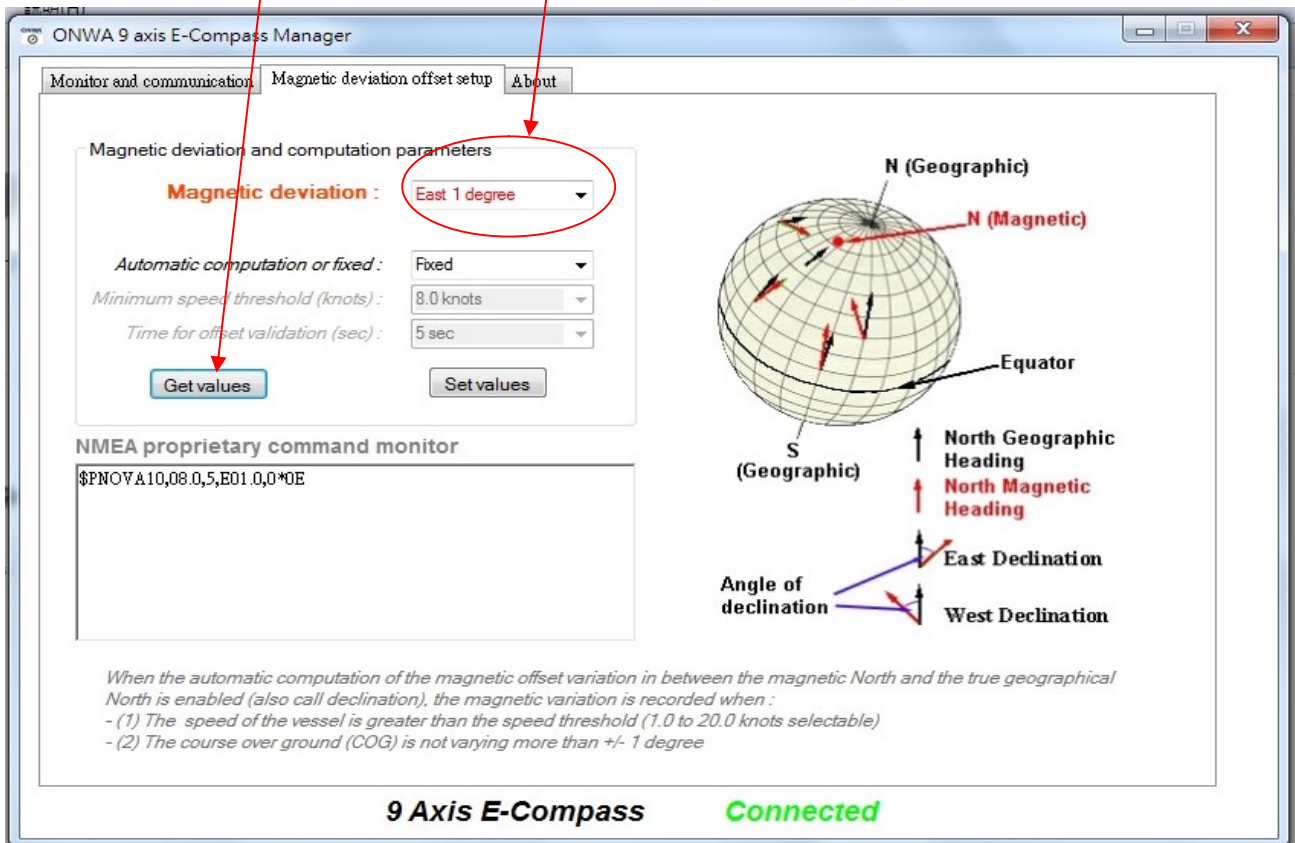 ONWA 9 axis E-Compass Manager
Monitor and communication
Magnetic deviation offset setup
About
Magnetic deviation and computation parameters
Magnetic deviation :
East 1 degree
Automatic computation or fixed :
Fixed
Minimum speed threshold (knots) :
8.0 knots
Time for offset validation (sec) :
5 sec
Get values
Set values
NMEA proprietary command monitor
$PNOVA10,08.0,5,E01.0,0*0E
N (Geographic)
N (Magnetic)
Equator
S
(Geographic)
North Geographic
Heading
North Magnetic
Heading
East Declination
Angle of
declination
West Declination
When the automatic computation of the magnetic offset variation in between the magnetic North and the true geographical
North is enabled (also call declination), the magnetic variation is recorded when :
- (1) The speed of the vessel is greater than the speed threshold (1.0 to 20.0 knots selectable)
- (2) The course over ground (COG) is not varying more than +/- 1 degree
9 Axis E-Compass
Connected